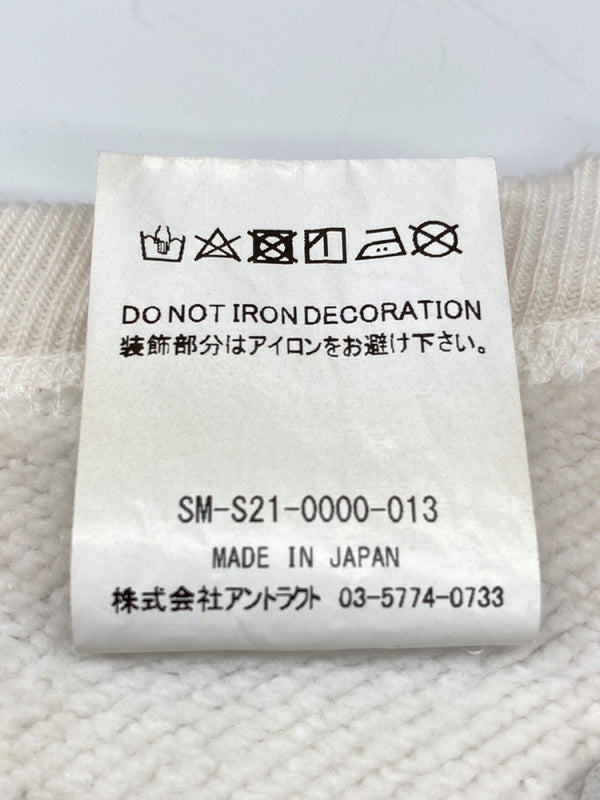 DO NOT IRON DECORATION
装飾部分はアイロンをお避け下さい。
SM-S21-0000-013
MADE IN JAPAN
株式会社アントラクト 03-5774-0733